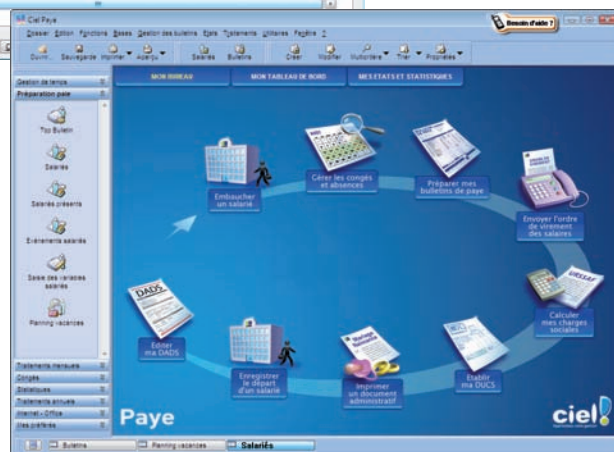 Ciel Paye
Besoin d'aide ?
Dossier Edition Fonctions Bases Gestion des bulletins Etats Traitements Utilitaires Fenêtre ?
Ouvrir... Sauvegarde Imprimer Aperçu Salariés Bulletins Créer Modifier Multicritère Trier Propriétés
MON BUREAU MON TABLEAU DE BORD MES ETATS ET STATISTIQUES
Gestion de temps
Préparation paie
Top Bulletin
Salariés
Salariés présents
Evènements salariés
Saisie des variables
salariés
Planning vacances
Traitements mensuels
Congés
Statistiques
Traitements annuels
Internet - Office
Mes préférés
Embaucher
un salarié
Gérer les congés
et absences
Préparer mes
bulletins de paye
Envoyer l'ordre
de virement
des salaires
URSSAF
Calculer
mes charges
sociales
Etablir
ma DUCS
Mariage
Naissance
Imprimer
un document
administratif
Enregistrer
le départ
d'un salarié
DADS
Editer
ma DADS
Paye
ciel!
Bulletins Planning vacances Salariés